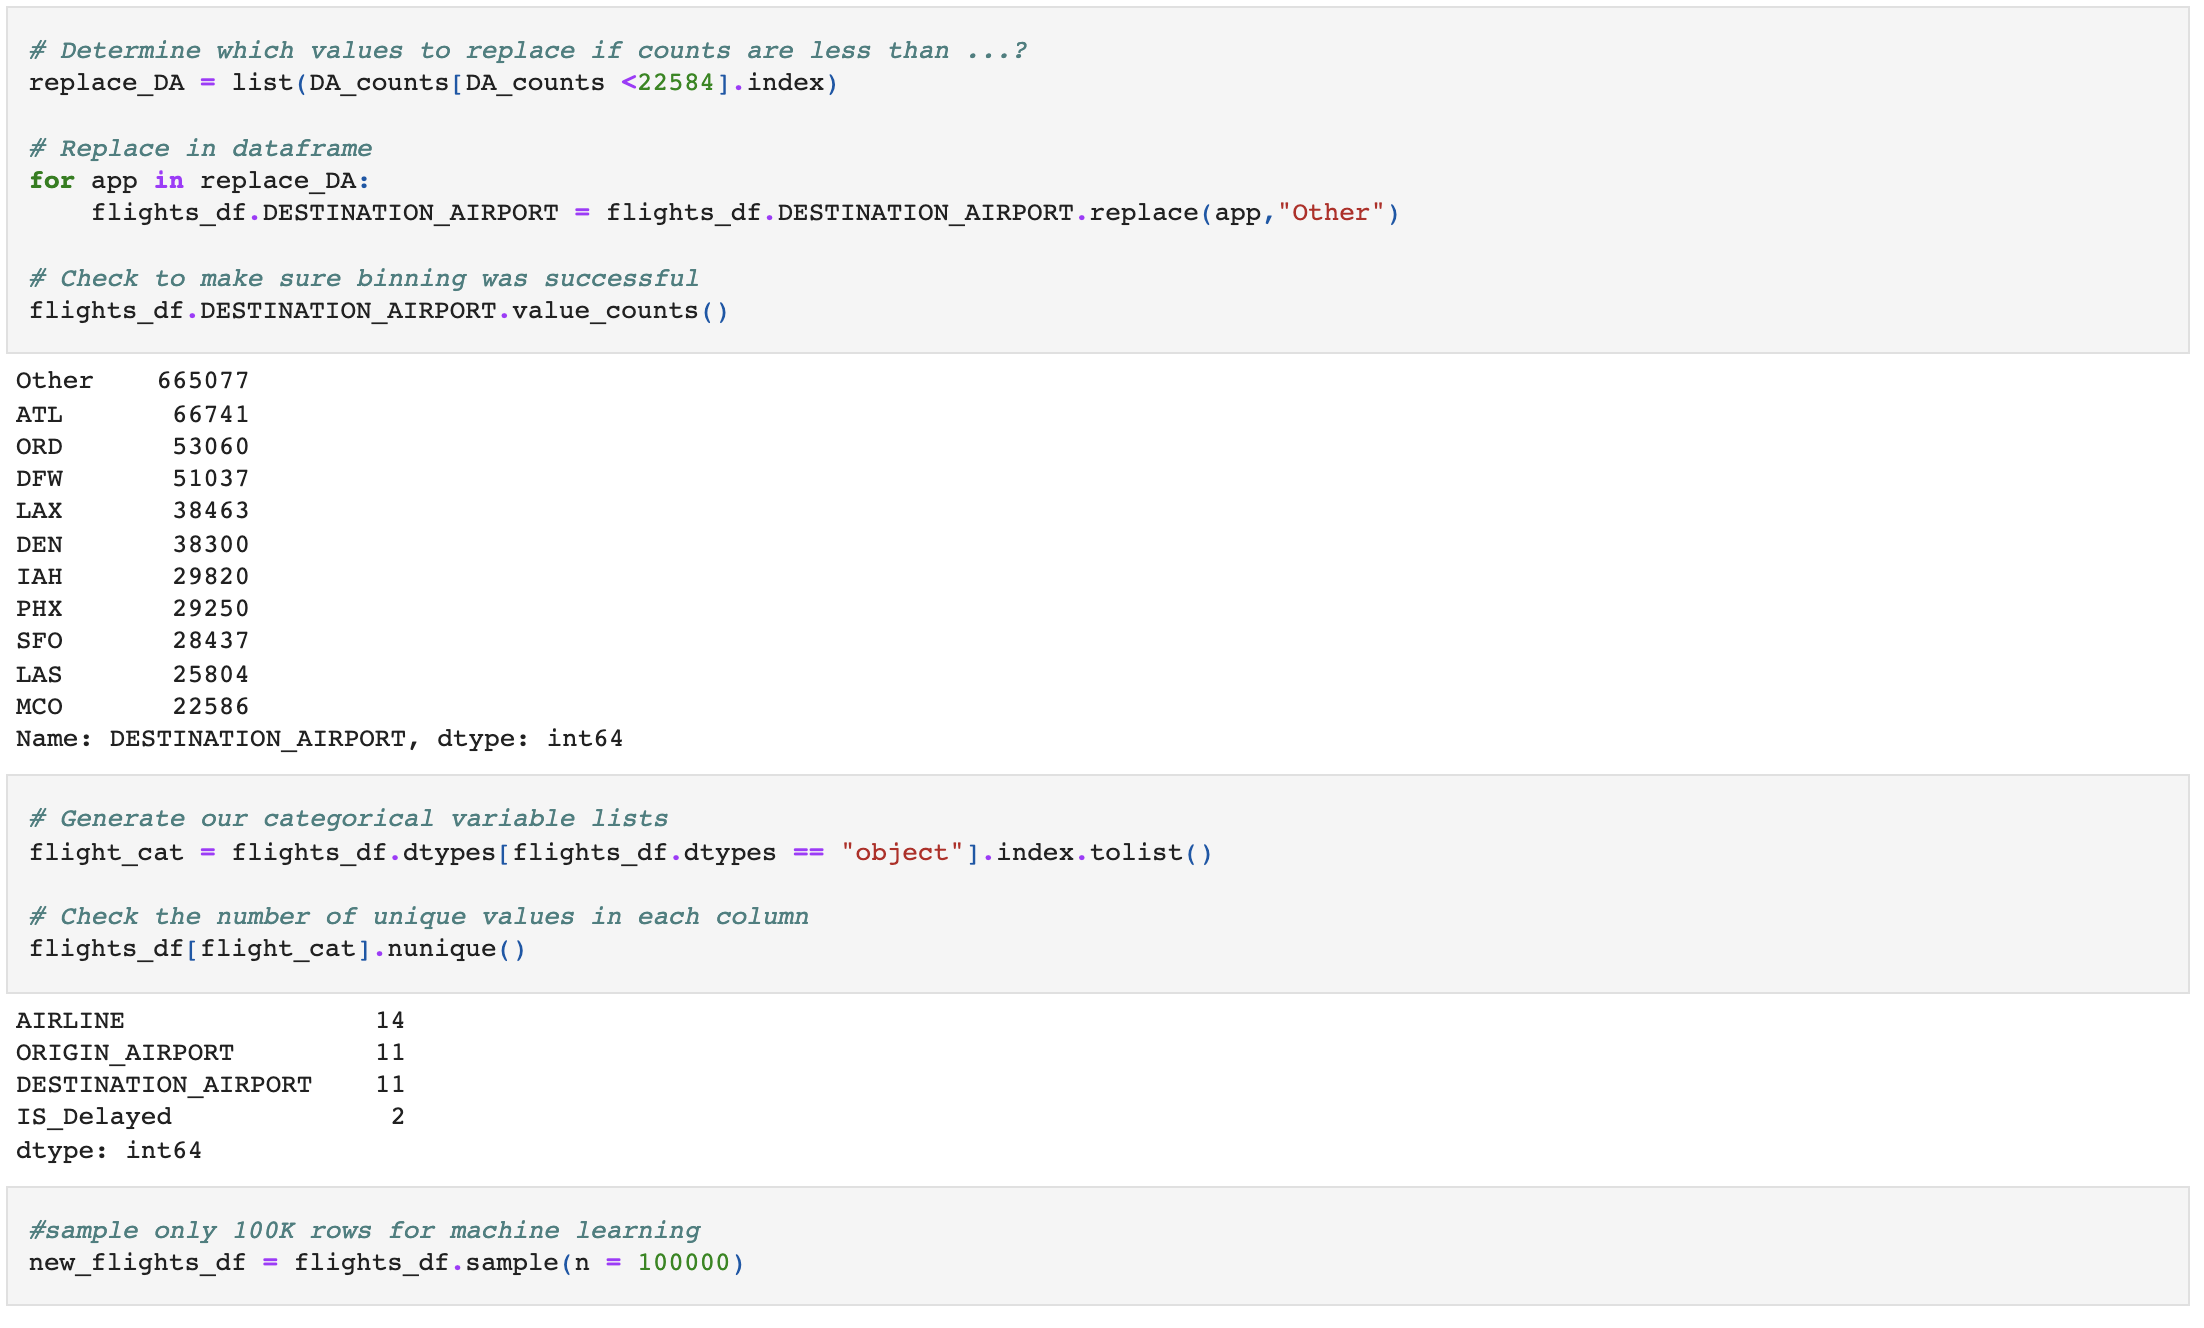 # Determine which values to replace if counts are less than ...?
replace_DA = list(DA_counts[DA_counts <22584].index)
# Replace in dataframe
for app in replace_DA:
    flights_df.DESTINATION_AIRPORT = flights_df.DESTINATION_AIRPORT.replace(app,"Other")
# Check to make sure binning was successful
flights_df.DESTINATION_AIRPORT.value_counts()
Other    665077
ATL       66741
ORD       53060
DFW       51037
LAX       38463
DEN       38300
IAH       29820
PHX       29250
SFO       28437
LAS       25804
MCO       22586
Name: DESTINATION_AIRPORT, dtype: int64
# Generate our categorical variable lists
flight_cat = flights_df.dtypes[flights_df.dtypes == "object"].index.tolist()
# Check the number of unique values in each column
flights_df[flight_cat].nunique()
AIRLINE                14
ORIGIN_AIRPORT         11
DESTINATION_AIRPORT    11
IS_Delayed              2
dtype: int64
#sample only 100K rows for machine learning
new_flights_df = flights_df.sample(n = 100000)